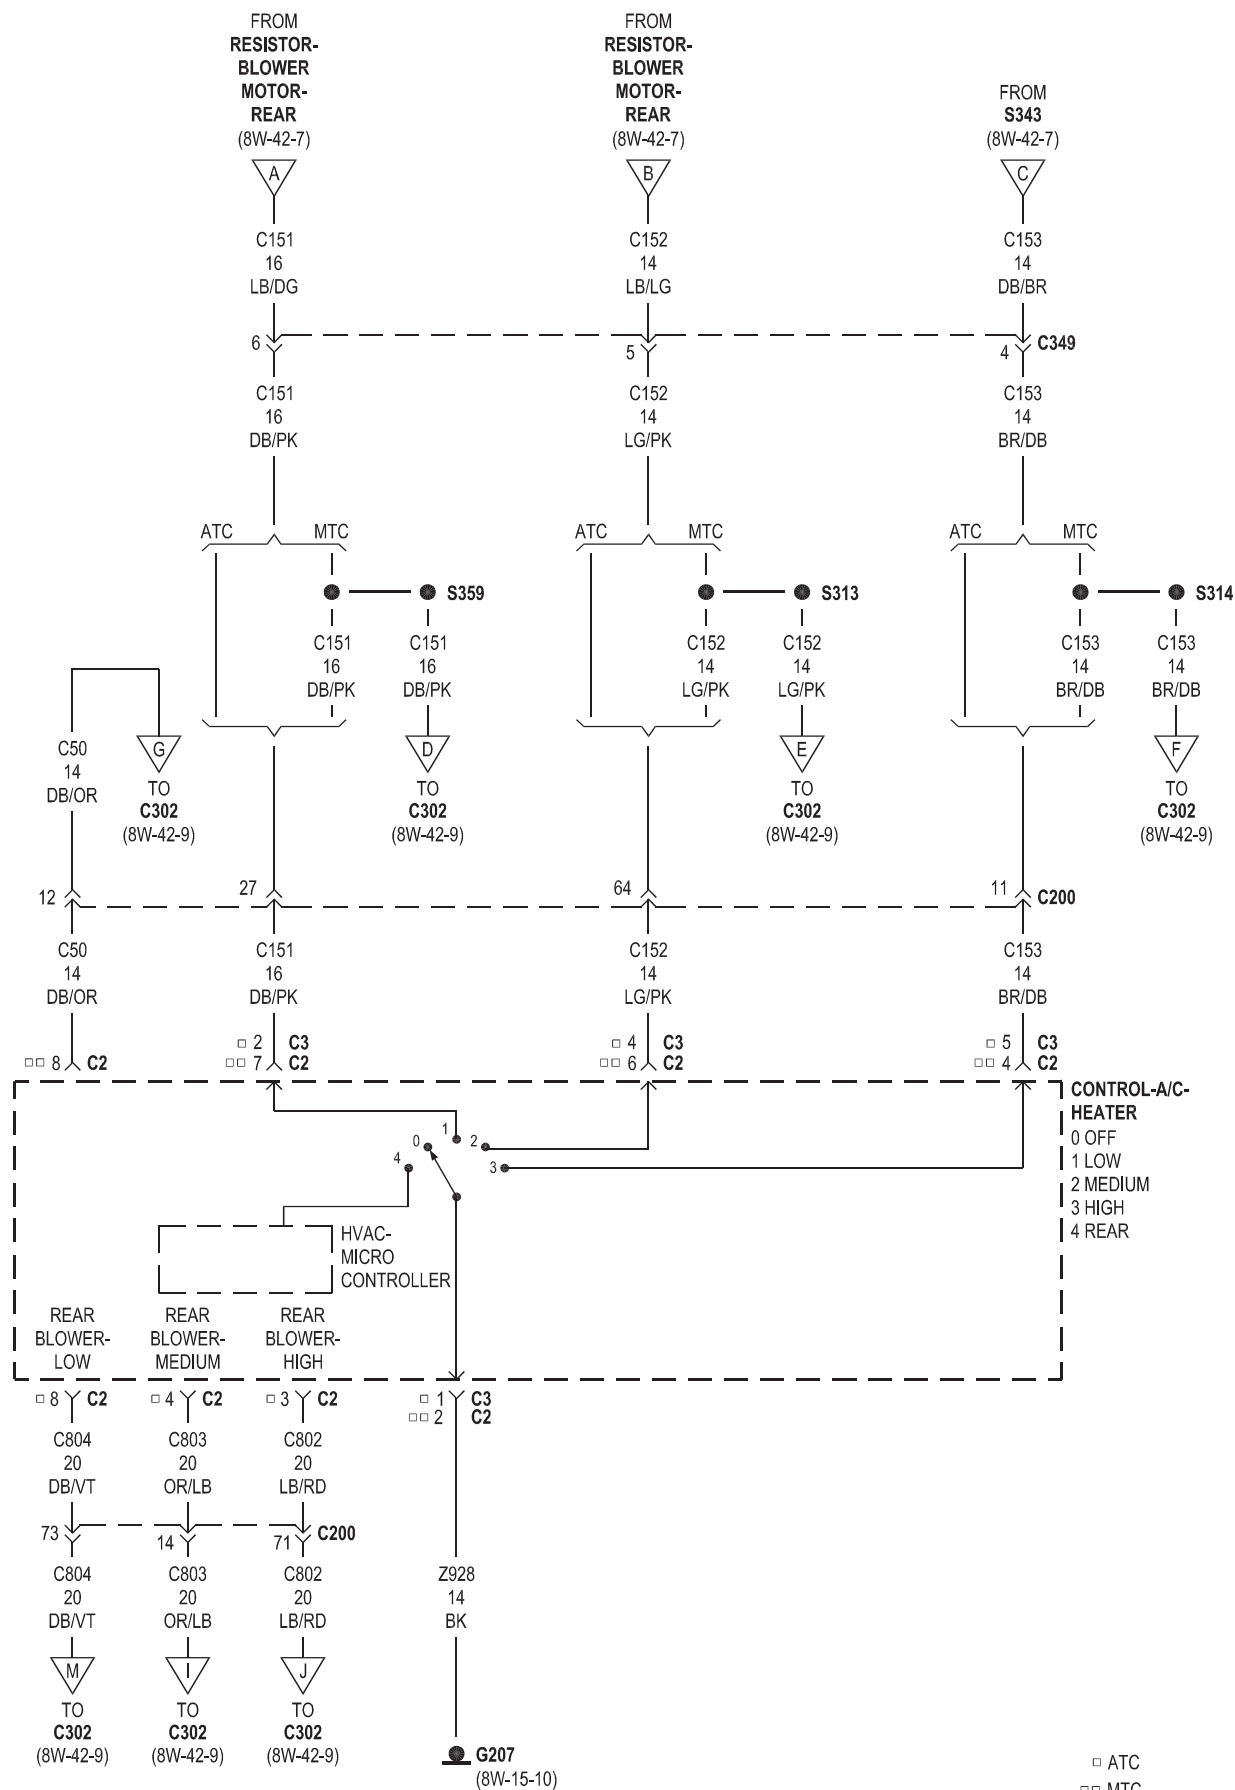 FROM
RESISTOR-
BLOWER
MOTOR-
REAR
(8W-42-7)
A
FROM
RESISTOR-
BLOWER
MOTOR-
REAR
(8W-42-7)
B
FROM
S343
(8W-42-7)
C
C151
16
LB/DG
C152
14
LB/LG
C153
14
DB/BR
6
5
4
C349
C151
16
DB/PK
C152
14
LG/PK
C153
14
BR/DB
ATC MTC
ATC MTC
ATC MTC
S359
S313
S314
C151
16
DB/PK
C151
16
DB/PK
C152
14
LG/PK
C152
14
LG/PK
C153
14
BR/DB
C153
14
BR/DB
C50
14
DB/OR
G
TO
C302
(8W-42-9)
D
TO
C302
(8W-42-9)
E
TO
C302
(8W-42-9)
F
TO
C302
(8W-42-9)
12
27
64
11
C200
C50
14
DB/OR
C151
16
DB/PK
C152
14
LG/PK
C153
14
BR/DB
□□ 8 C2
□ 2 C3
□□ 7 C2
□ 4 C3
□□ 6 C2
□ 5 C3
□□ 4 C2
CONTROL-A/C-
HEATER
0 OFF
1 LOW
2 MEDIUM
3 HIGH
4 REAR
4
0
1
2
3
HVAC-
MICRO
CONTROLLER
REAR
BLOWER-
LOW
REAR
BLOWER-
MEDIUM
REAR
BLOWER-
HIGH
□ 8 C2
□ 4 C2
□ 3 C2
□ 1 C3
□□ 2 C2
C804
20
DB/VT
C803
20
OR/LB
C802
20
LB/RD
73
14
71
C200
C804
20
DB/VT
C803
20
OR/LB
C802
20
LB/RD
Z928
14
BK
M
TO
C302
(8W-42-9)
I
TO
C302
(8W-42-9)
J
TO
C302
(8W-42-9)
G207
(8W-15-10)
□ ATC
□□ MTC